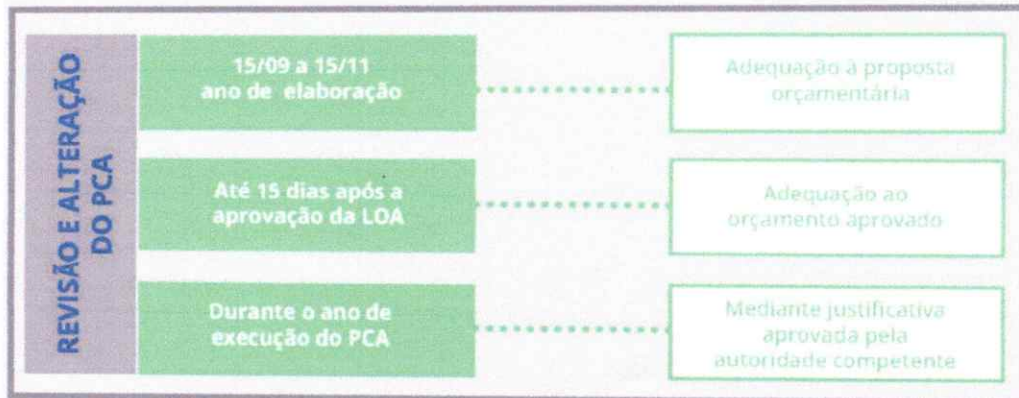 REVISÃO E ALTERAÇÃO
DO PCA
15/09 a 15/11
ano de elaboração
Adequação à proposta
orçamentária
Até 15 dias após a
aprovação da LOA
Adequação ao
orçamento aprovado
Durante o ano de
execução do PCA
Mediante justificativa
aprovada pela
autoridade competente